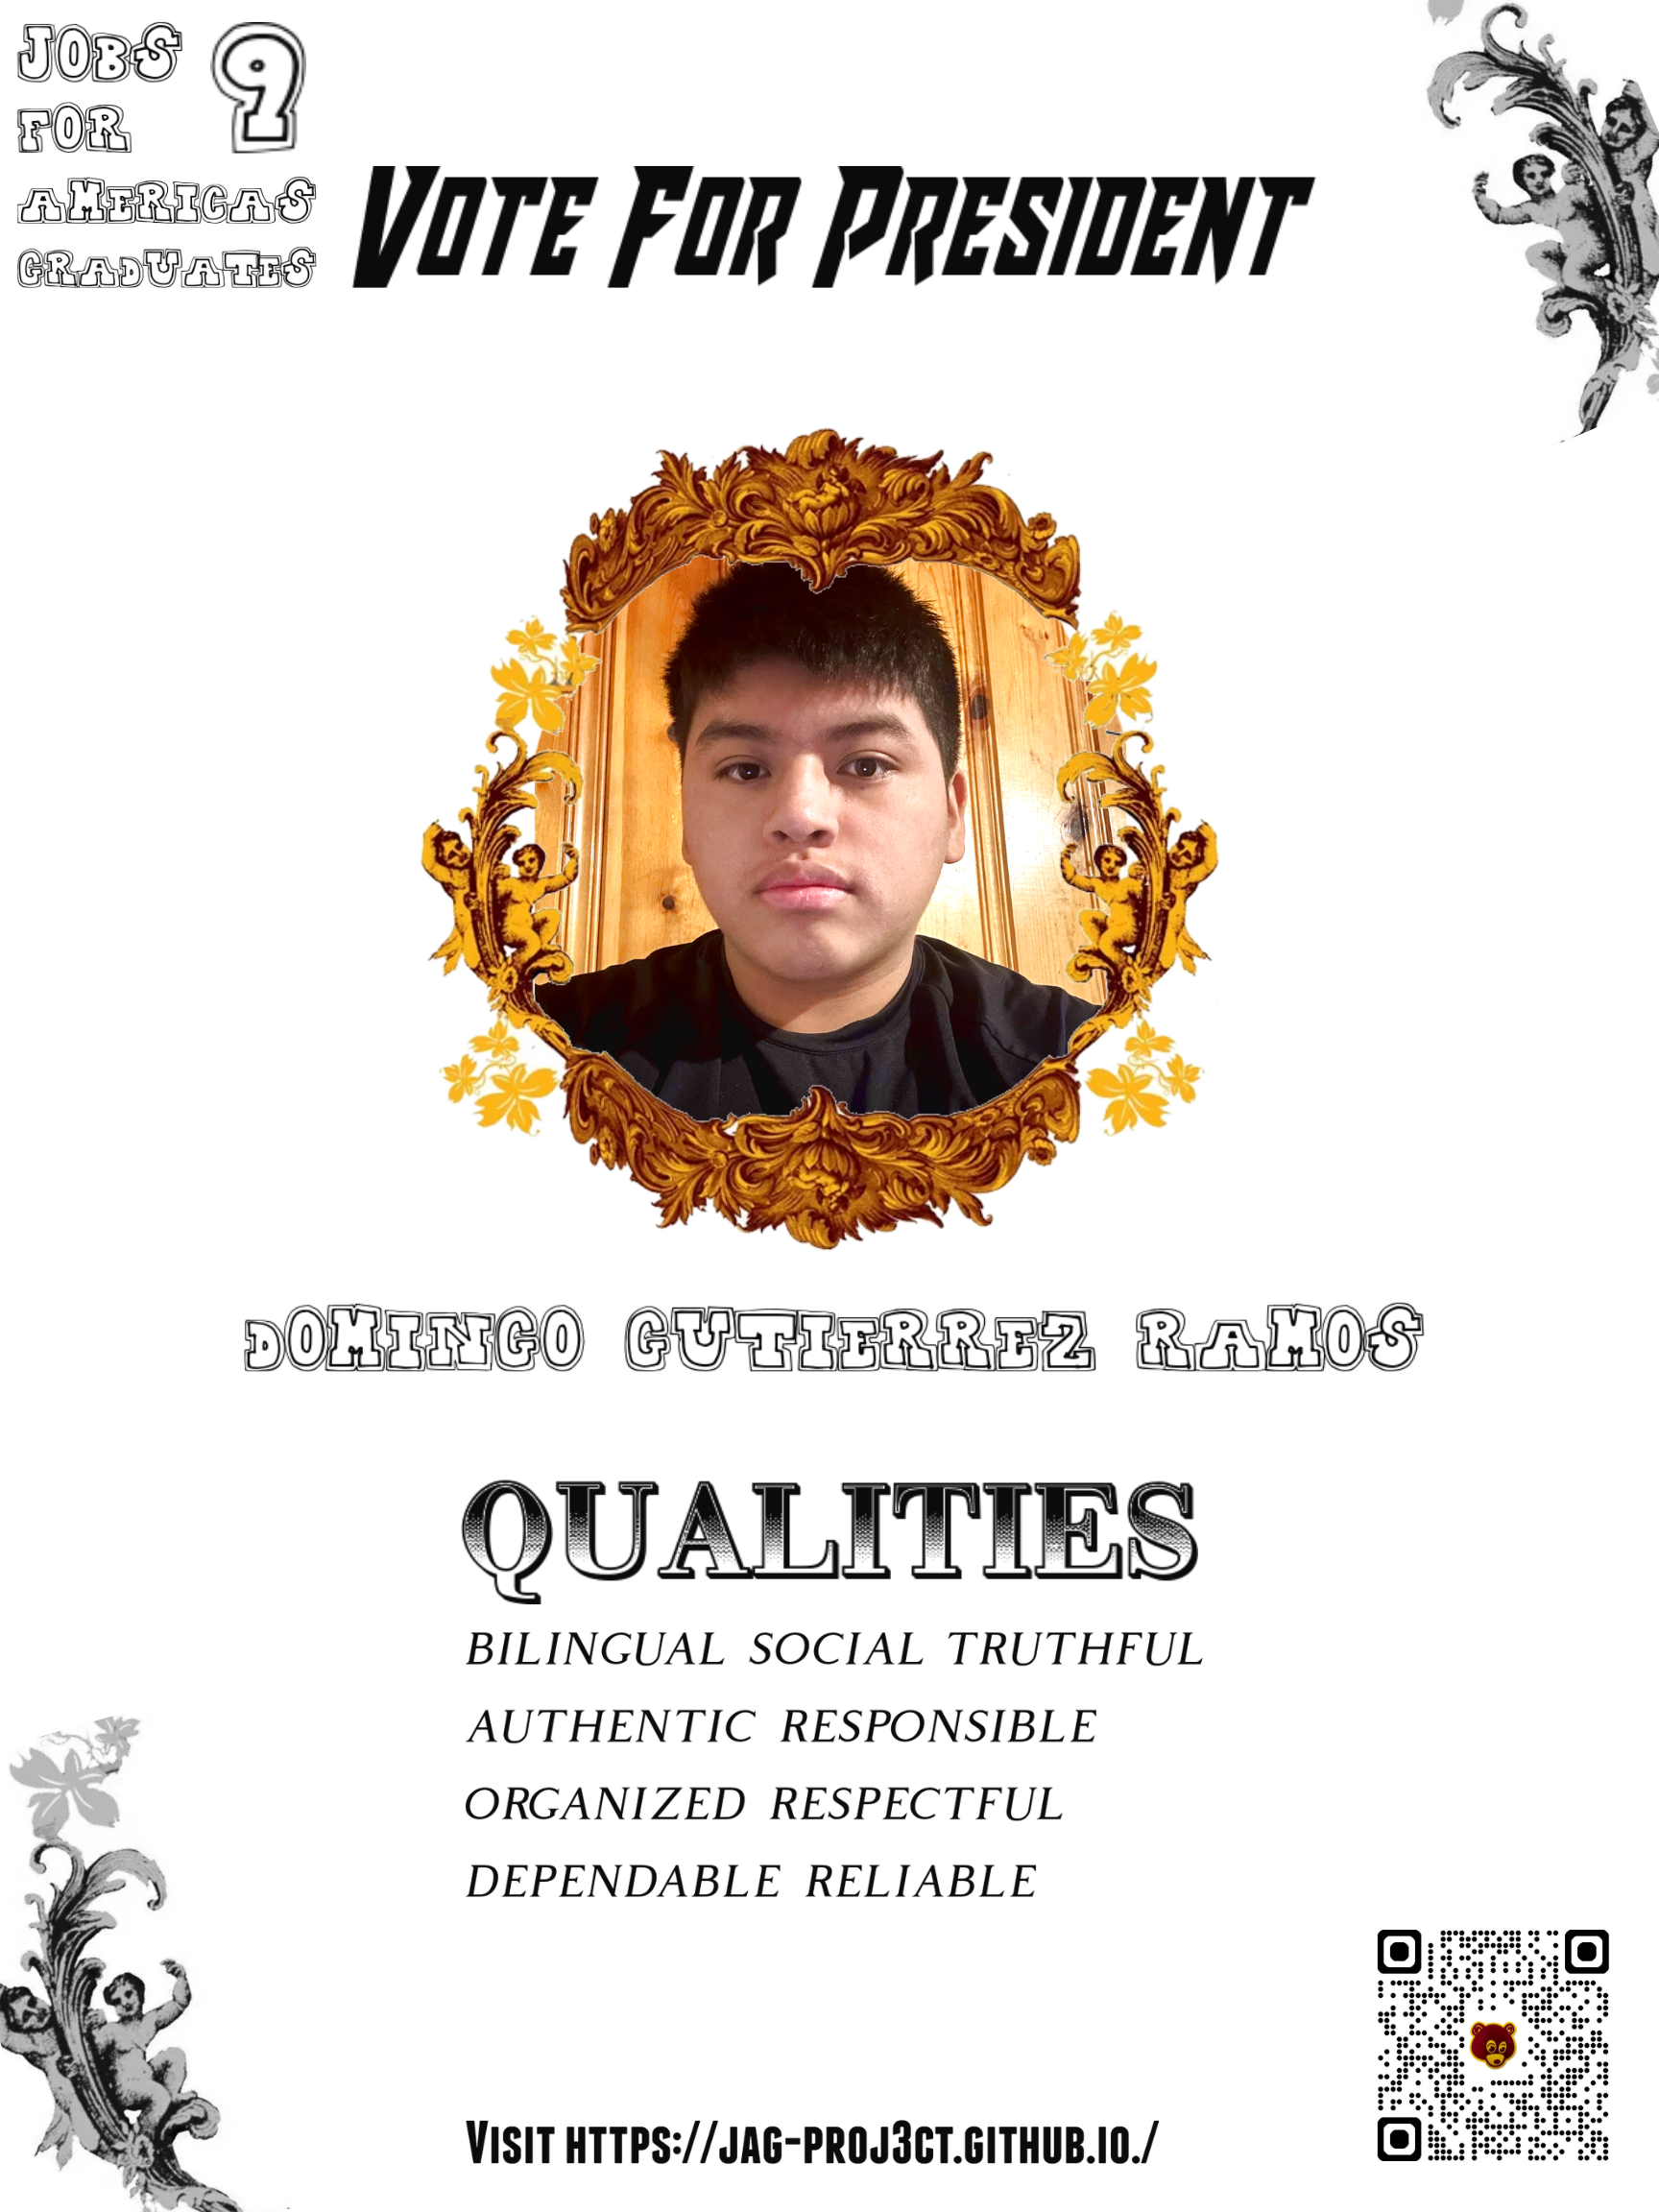 JOBS 9
FOR
AMERICAS
GRADUATES
VOTE FOR PRESIDENT
DOMINGO GUTIERREZ RAMOS
QUALITIES
BILINGUAL SOCIAL TRUTHFUL
AUTHENTIC RESPONSIBLE
ORGANIZED RESPECTFUL
DEPENDABLE RELIABLE
VISIT HTTPS://JAG-PROJ3CT.GITHUB.IO./